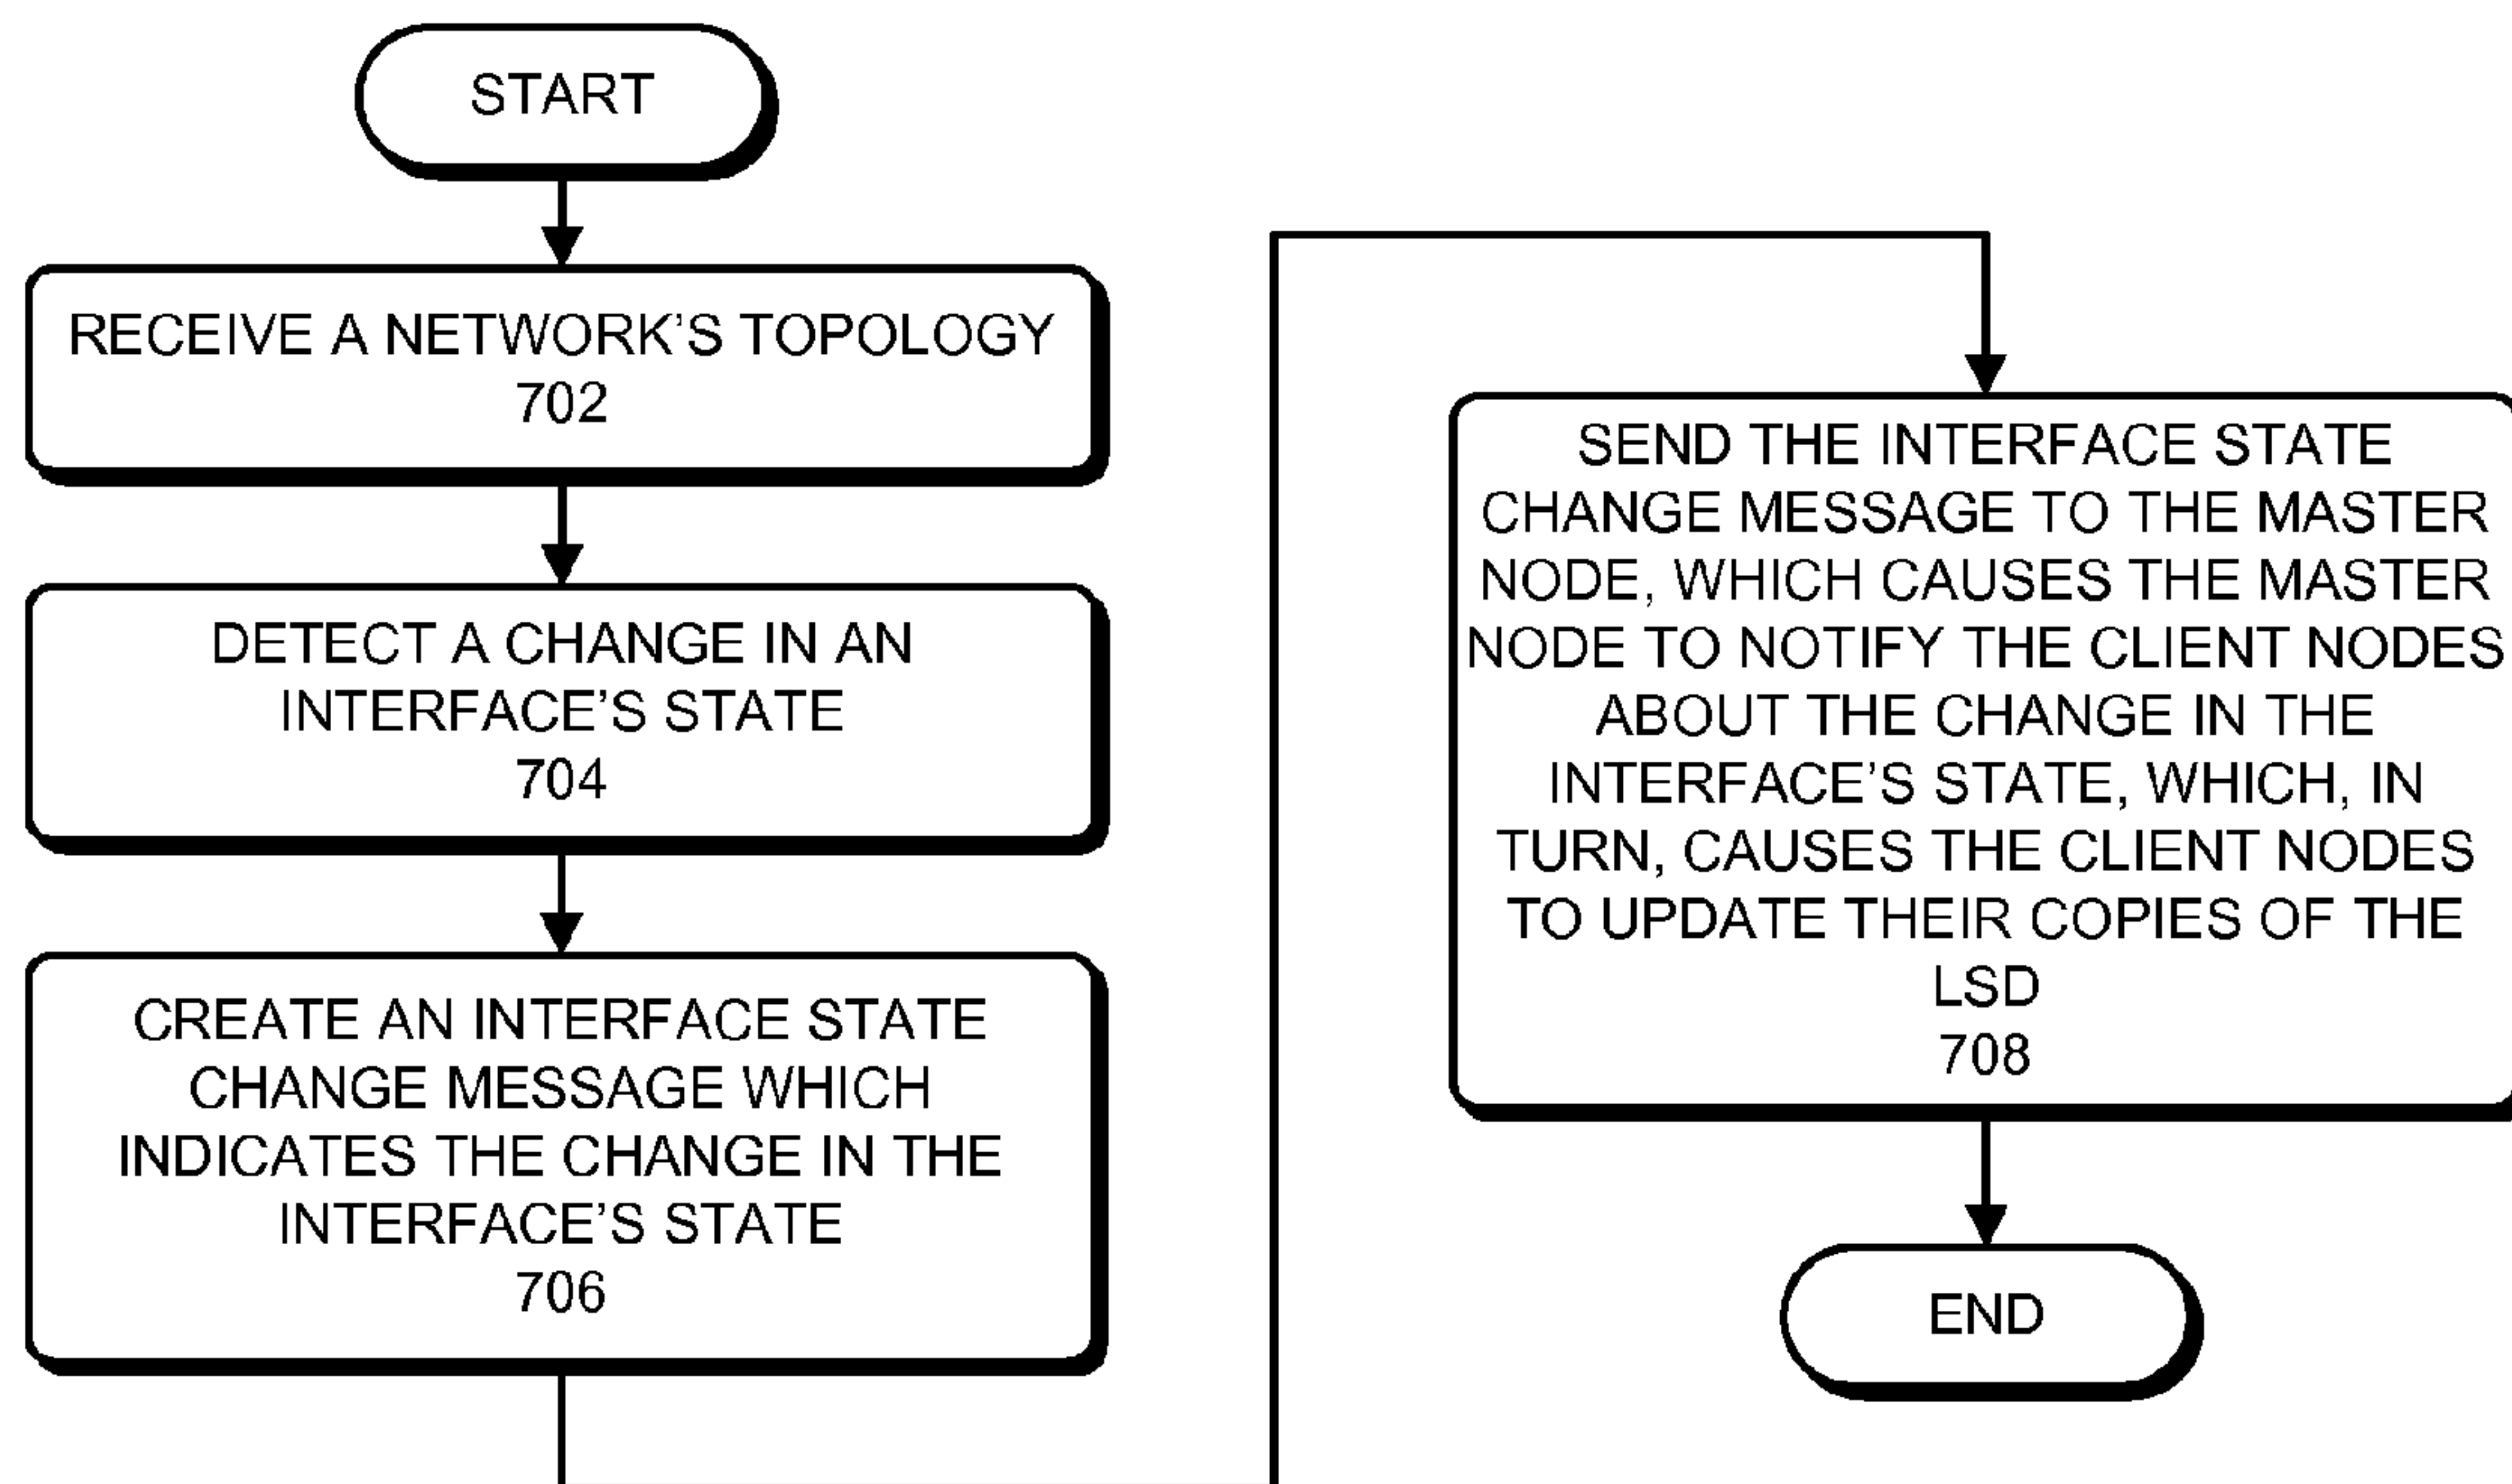 START
RECEIVE A NETWORK’S TOPOLOGY
702
DETECT A CHANGE IN AN
INTERFACE’S STATE
704
CREATE AN INTERFACE STATE
CHANGE MESSAGE WHICH
INDICATES THE CHANGE IN THE
INTERFACE’S STATE
706
SEND THE INTERFACE STATE
CHANGE MESSAGE TO THE MASTER
NODE, WHICH CAUSES THE MASTER
NODE TO NOTIFY THE CLIENT NODES
ABOUT THE CHANGE IN THE
INTERFACE’S STATE, WHICH, IN
TURN, CAUSES THE CLIENT NODES
TO UPDATE THEIR COPIES OF THE
LSD
708
END